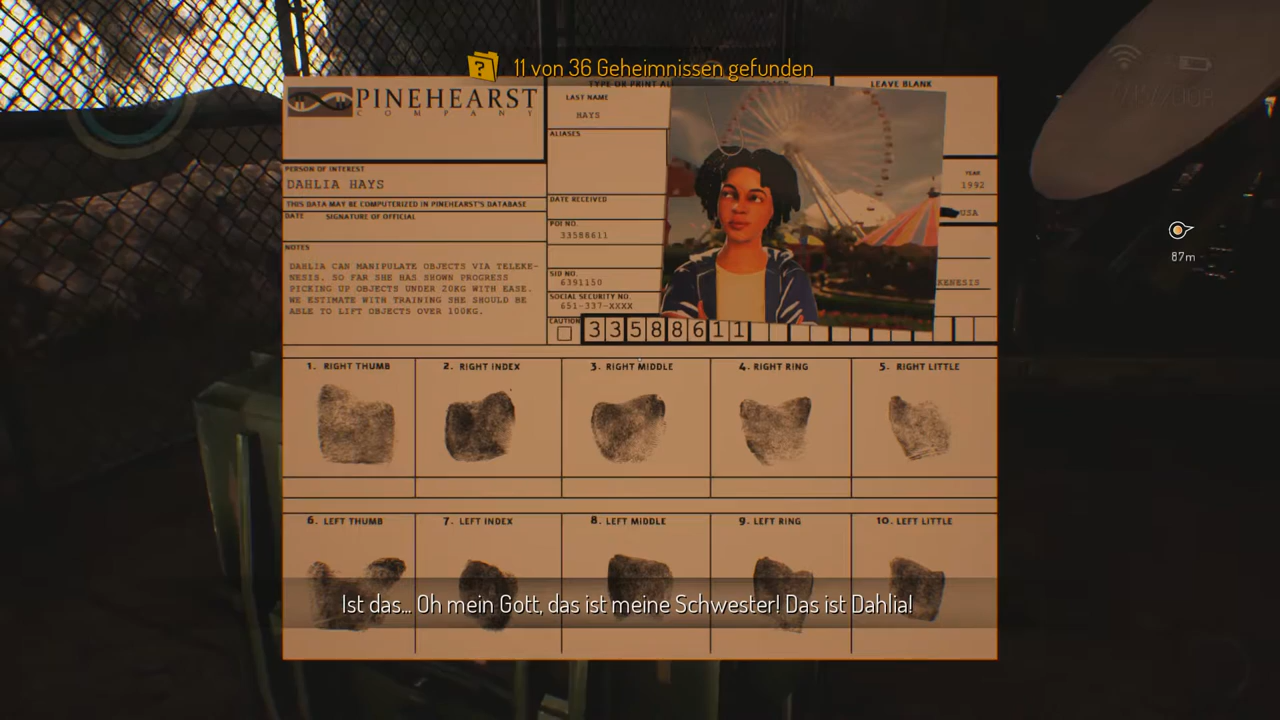 11 von 36 Geheimnissen gefunden
PINEHEARST
COMPANY
TYPE OR PRINT ALL
LEAVE BLANK
LAST NAME
HAYS
ALIASES
PERSON OF INTEREST
DAHLIA HAYS
THIS DATA MAY BE COMPUTERIZED IN PINEHEARST'S DATABASE
DATE SIGNATURE OF OFFICIAL
DATE RECEIVED
YEAR
1992
USA
POI NO.
33588611
NOTES
DAHLIA CAN MANIPULATE OBJECTS VIA TELEKE-
NESIS. SO FAR SHE HAS SHOWN PROGRESS
PICKING UP OBJECTS UNDER 20KG WITH EASE.
WE ESTIMATE WITH TRAINING SHE SHOULD BE
ABLE TO LIFT OBJECTS OVER 100KG.
SID NO.
6391150
KENESIS
SOCIAL SECURITY NO.
651-337-XXXX
CAUTION
33588611
87m
1. RIGHT THUMB
2. RIGHT INDEX
3. RIGHT MIDDLE
4. RIGHT RING
5. RIGHT LITTLE
6. LEFT THUMB
7. LEFT INDEX
8. LEFT MIDDLE
9. LEFT RING
10. LEFT LITTLE
Ist das... Oh mein Gott, das ist meine Schwester! Das ist Dahlia!